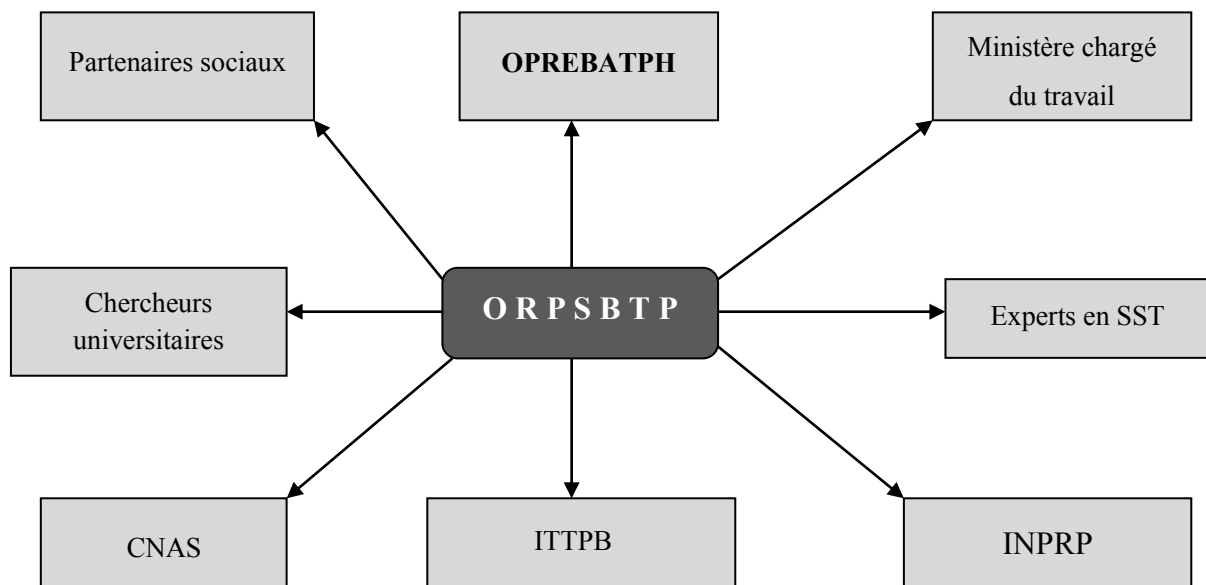 Partenaires sociaux
OPREBATPH
Ministère chargé
du travail
Chercheurs
universitaires
O R P S B T P
Experts en SST
CNAS
ITTPB
INPRP